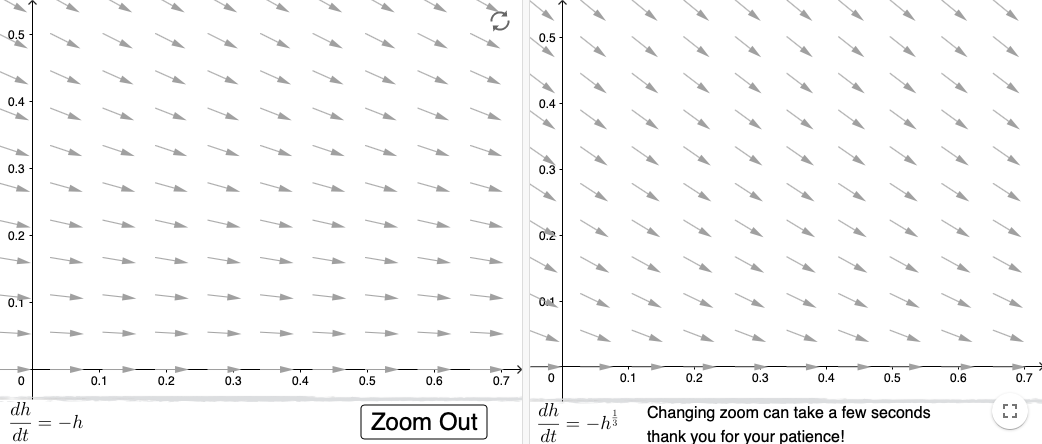 0.5
0.4
0.3
0.2
0.1
0 0.1 0.2 0.3 0.4 0.5 0.6 0.7
dh/dt = −h
Zoom Out
0.5
0.4
0.3
0.2
0.1
0 0.1 0.2 0.3 0.4 0.5 0.6 0.7
dh/dt = −h^{1/3}
Changing zoom can take a few seconds
thank you for your patience!